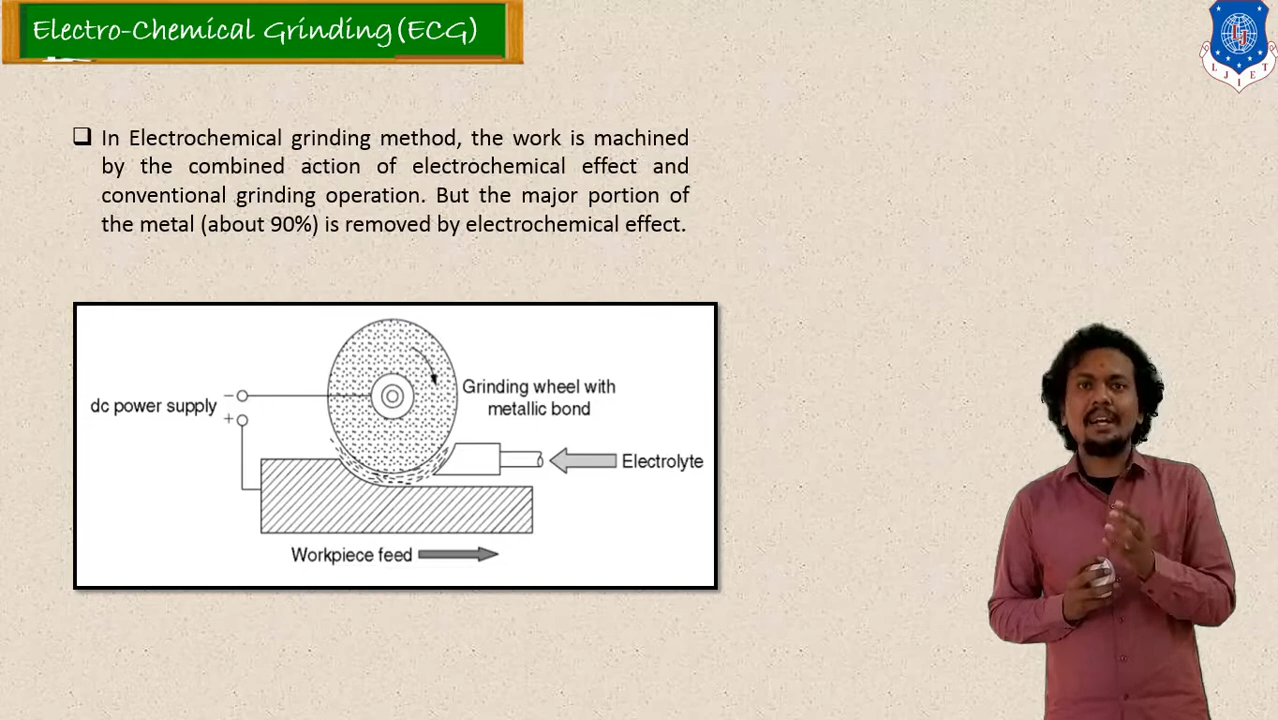 Electro-Chemical Grinding (ECG)
LJIET
❑ In Electrochemical grinding method, the work is machined
by the combined action of electrochemical effect and
conventional grinding operation. But the major portion of
the metal (about 90%) is removed by electrochemical effect.
Grinding wheel with
metallic bond
dc power supply
−
+
Electrolyte
Workpiece feed